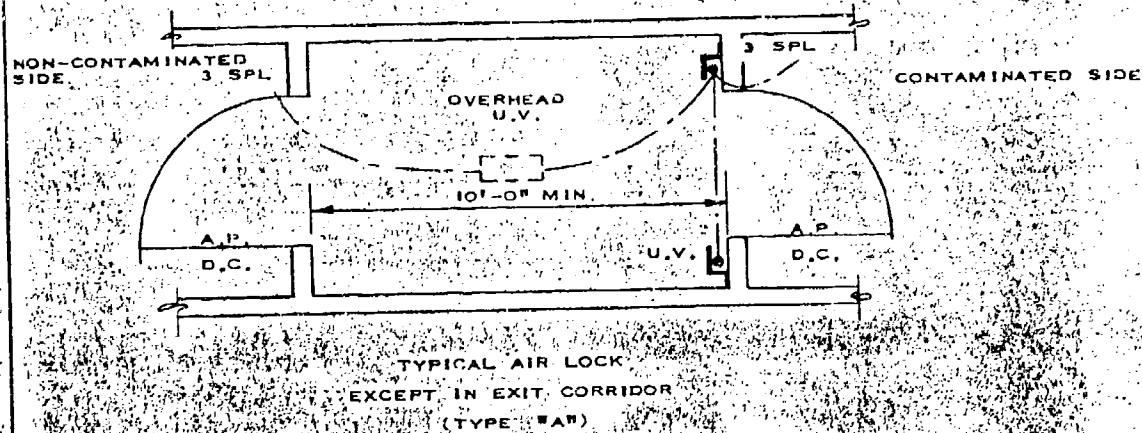 NON-CONTAMINATED
SIDE
3 SPL
OVERHEAD
U.V.
3 SPL
CONTAMINATED SIDE
10'-0" MIN.
A.P.
D.C.
U.V.
A.P.
D.C.
TYPICAL AIR LOCK
EXCEPT IN EXIT CORRIDOR
(TYPE "A")